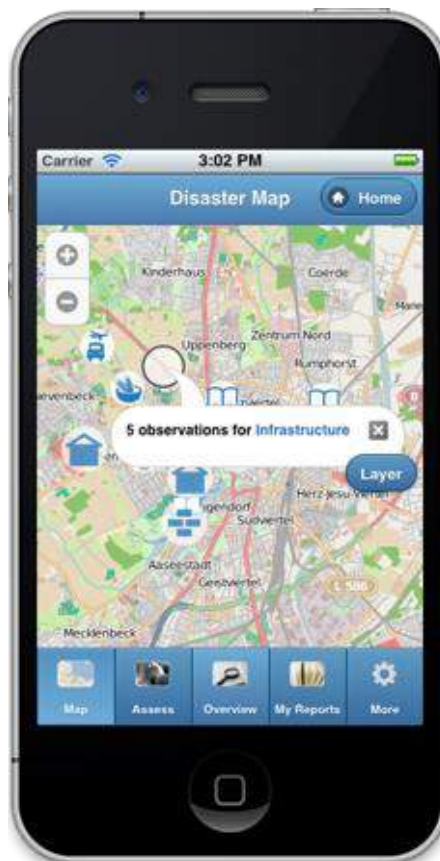 Carrier 3:02 PM
Disaster Map Home
Kinderhaus Coerde
Uppenberg Zentrum Nord
Rumphorst
5 observations for Infrastructure
Layer
Herz-Jesu-Viertel
Südviertel
Aaseestadt
Geistviertel
L 586
Mecklenbeck
Map Assess Overview My Reports More